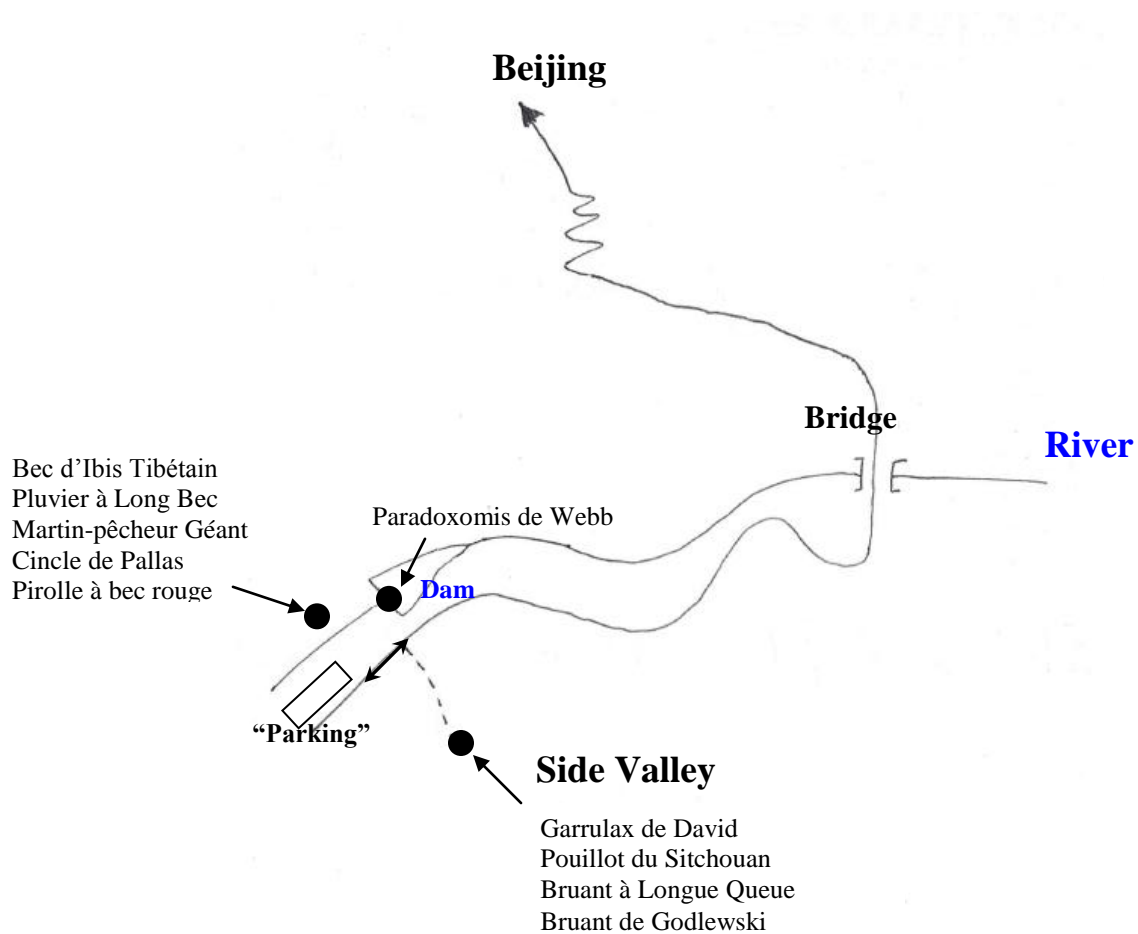 Beijing
Bridge
River
Bec d’Ibis Tibétain
Pluvier à Long Bec
Martin-pêcheur Géant
Cincle de Pallas
Pirolle à bec rouge
Paradoxomis de Webb
Dam
“Parking”
Side Valley
Garrulax de David
Pouillot du Sitchouan
Bruant à Longue Queue
Bruant de Godlewski